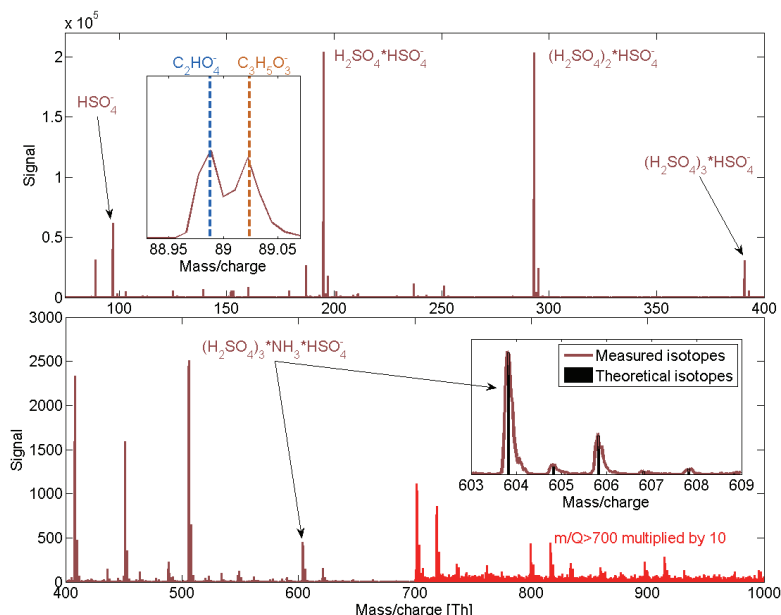 x 10⁵
2
1.5
1
0.5
0
Signal
HSO₄⁻
C₂HO₄⁻ C₃H₅O₃⁻
88.95 89 89.05
Mass/charge
H₂SO₄*HSO₄⁻
(H₂SO₄)₂*HSO₄⁻
(H₂SO₄)₃*HSO₄⁻
100 150 200 250 300 350 400
3000
2500
2000
1500
1000
500
0
Signal
(H₂SO₄)₃*NH₃*HSO₄⁻
Measured isotopes
Theoretical isotopes
603 604 605 606 607 608 609
Mass/charge
m/Q>700 multiplied by 10
400 500 600 700 800 900 1000
Mass/charge [Th]